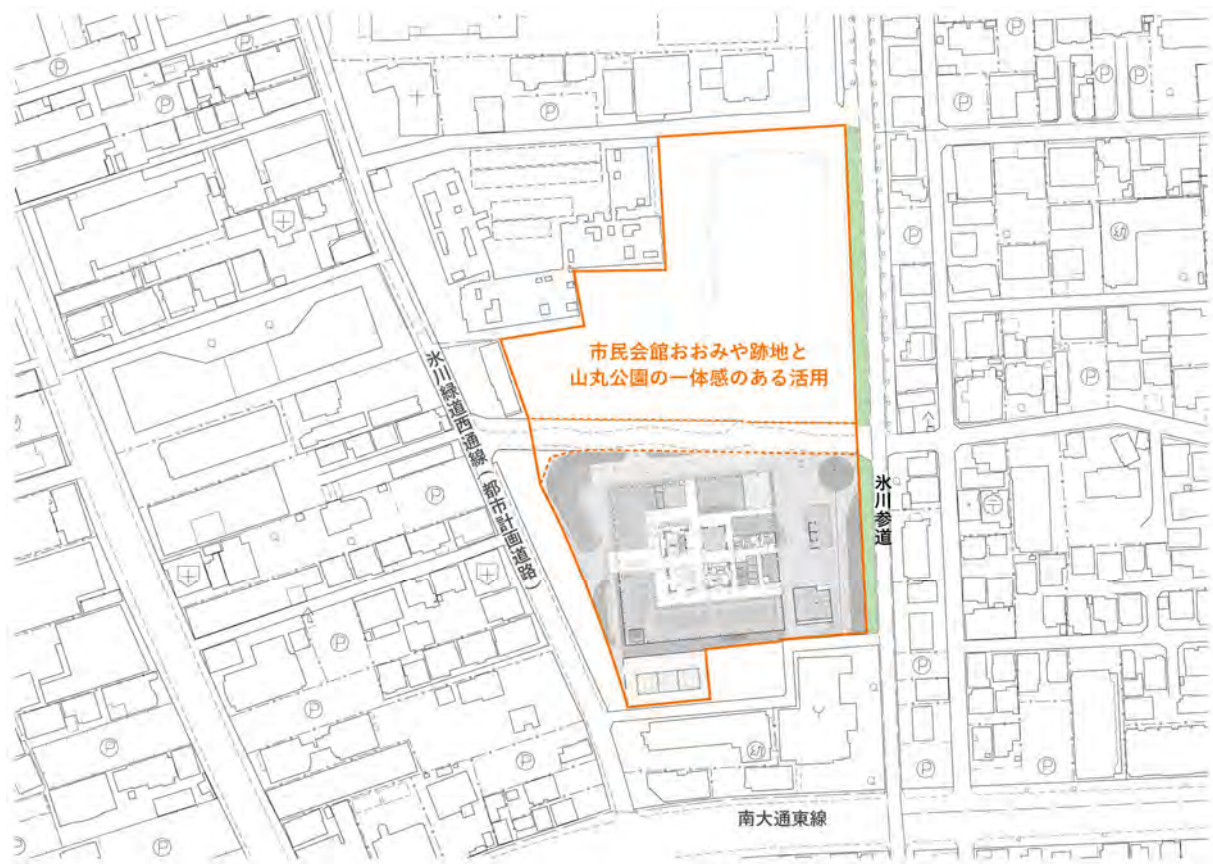 市民会館おおみや跡地と
山丸公園の一体感のある活用
氷川緑道西通線(都市計画道路)
氷川参道
南大通東線